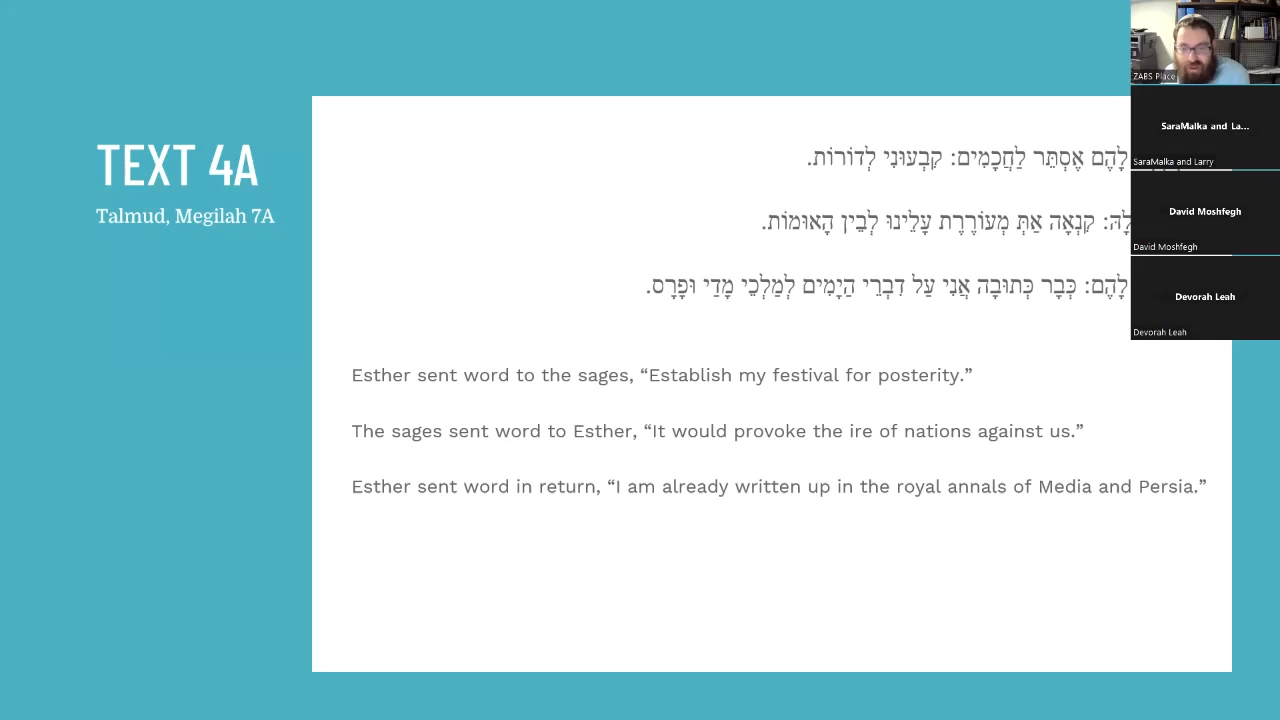 TEXT 4A
Talmud, Megilah 7A
לָהֶם אֶסְתֵּר לַחֲכָמִים: קִבְעוּנִי לְדוֹרוֹת.
לָהּ: קִנְאָה אַתְּ מְעוֹרֶרֶת עָלֵינוּ לְבֵין הָאוּמוֹת.
לָהֶם: כְּבָר כְּתוּבָה אֲנִי עַל דִבְרֵי הַיָמִים לְמַלְכֵי מָדַי וּפָרָס.
Esther sent word to the sages, “Establish my festival for posterity.”
The sages sent word to Esther, “It would provoke the ire of nations against us.”
Esther sent word in return, “I am already written up in the royal annals of Media and Persia.”
ZABS Place
SaraMalka and La...
SaraMalka and Larry
David Moshfegh
David Moshfegh
Devorah Leah
Devorah Leah